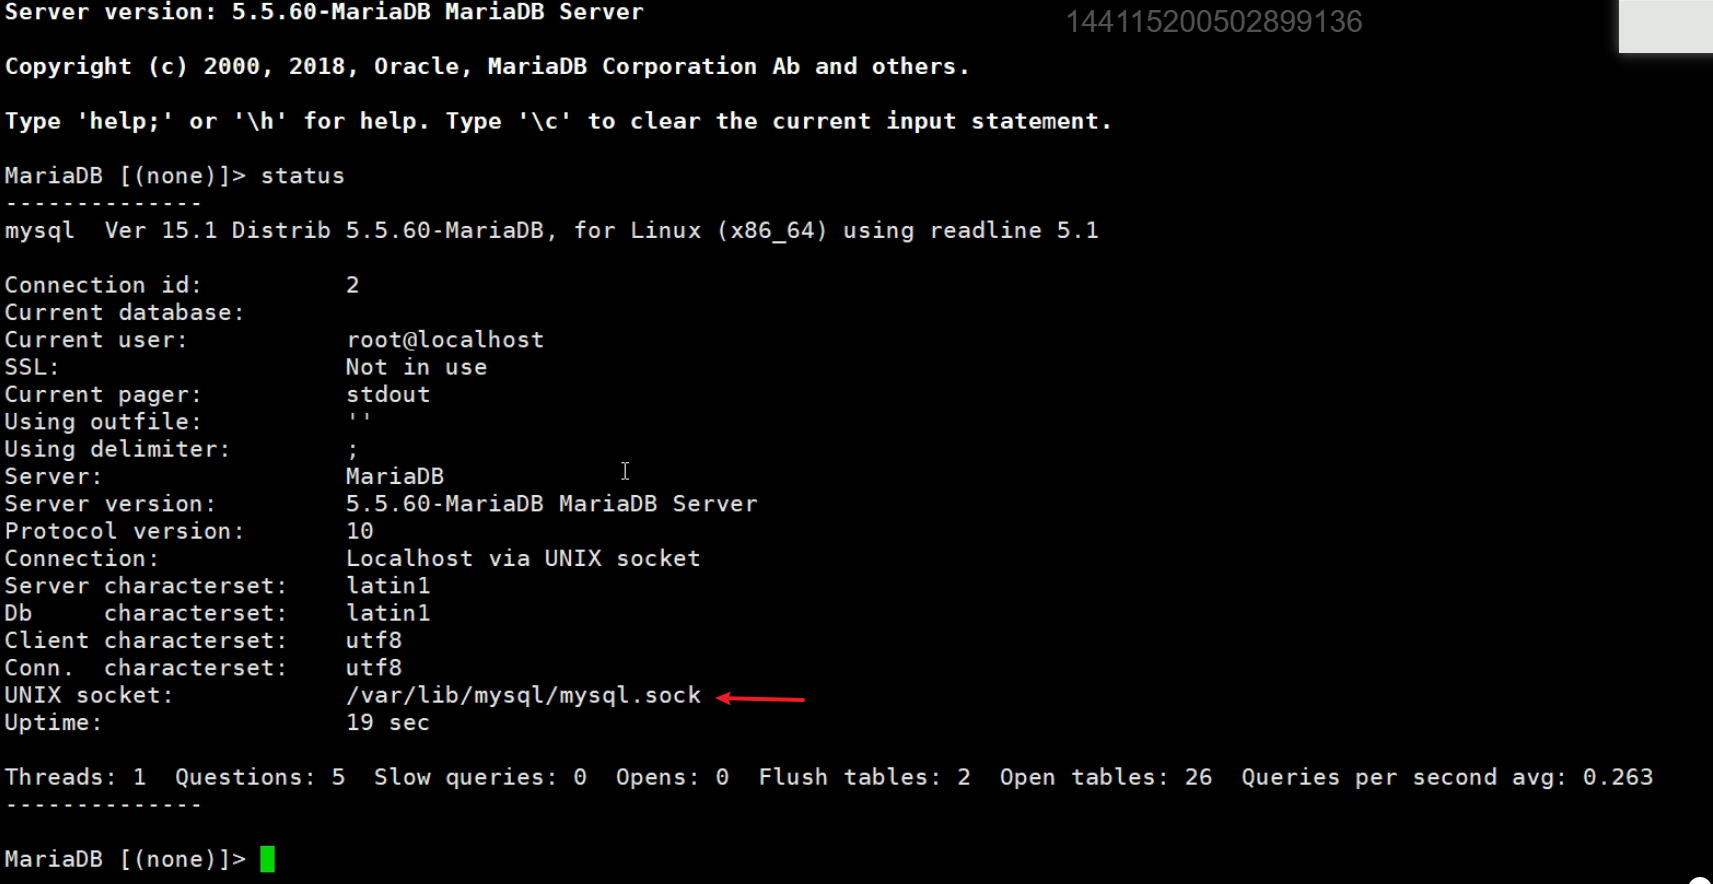 Server version: 5.5.60-MariaDB MariaDB Server
144115200502899136
Copyright (c) 2000, 2018, Oracle, MariaDB Corporation Ab and others.
Type 'help;' or '\h' for help. Type '\c' to clear the current input statement.
MariaDB [(none)]> status
--------------
mysql  Ver 15.1 Distrib 5.5.60-MariaDB, for Linux (x86_64) using readline 5.1
Connection id:          2
Current database:
Current user:           root@localhost
SSL:                    Not in use
Current pager:          stdout
Using outfile:          ''
Using delimiter:        ;
Server:                 MariaDB
Server version:         5.5.60-MariaDB MariaDB Server
Protocol version:       10
Connection:             Localhost via UNIX socket
Server characterset:    latin1
Db     characterset:    latin1
Client characterset:    utf8
Conn.  characterset:    utf8
UNIX socket:            /var/lib/mysql/mysql.sock
Uptime:                 19 sec
Threads: 1  Questions: 5  Slow queries: 0  Opens: 0  Flush tables: 2  Open tables: 26  Queries per second avg: 0.263
--------------
MariaDB [(none)]>